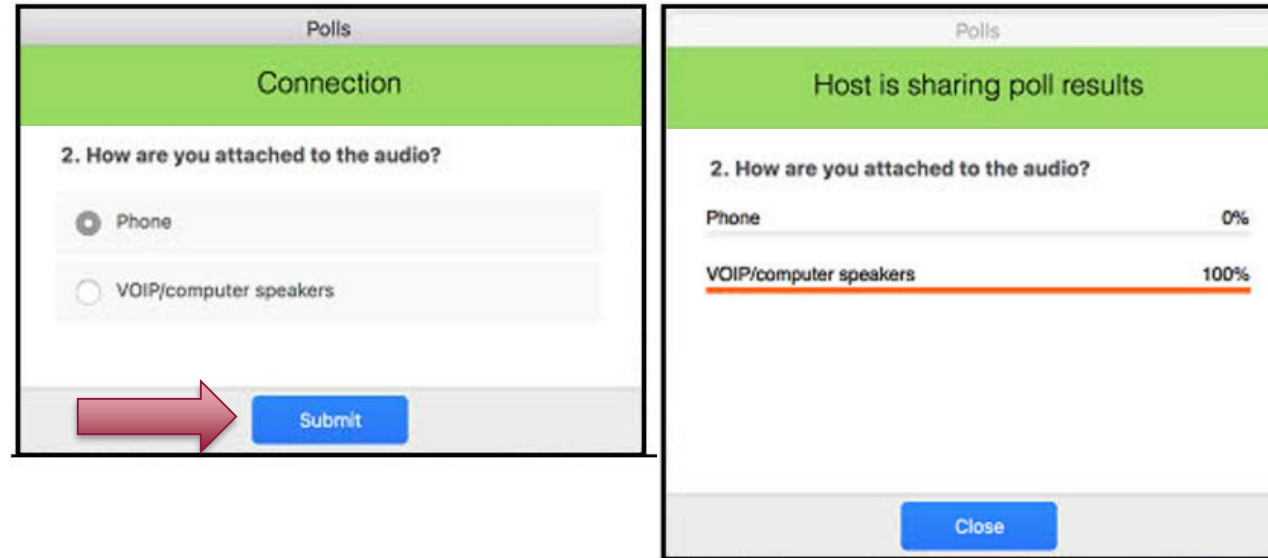 Polls
Connection
2. How are you attached to the audio?
Phone
VOIP/computer speakers
Submit
Polls
Host is sharing poll results
2. How are you attached to the audio?
Phone 0%
VOIP/computer speakers 100%
Close